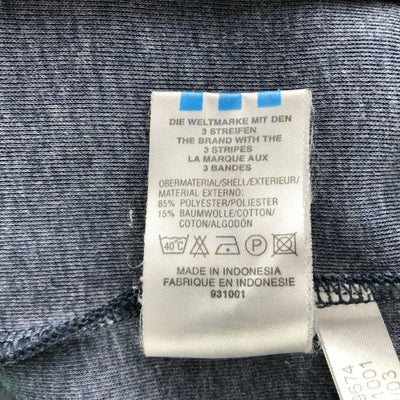 DIE WELTMARKE MIT DEN
3 STREIFEN
THE BRAND WITH THE
3 STRIPES
LA MARQUE AUX
3 BANDES
OBERMATERIAL/SHELL/EXTERIEUR/
MATERIAL EXTERNO:
85% POLYESTER/POLIESTER
15% BAUMWOLLE/COTTON/
COTON/ALGODÓN
40°C P
MADE IN INDONESIA
FABRIQUE EN INDONESIE
931001